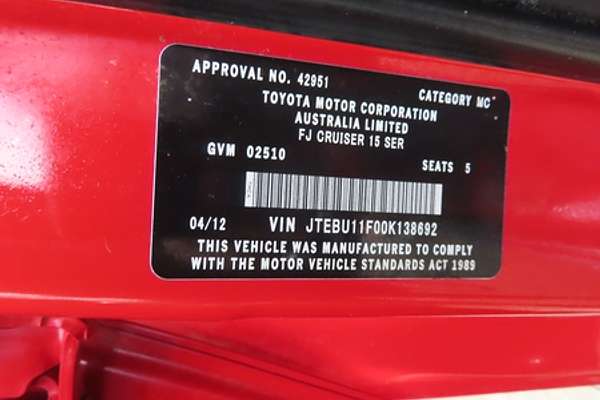 APPROVAL NO. 42951 CATEGORY MC
TOYOTA MOTOR CORPORATION
AUSTRALIA LIMITED
FJ CRUISER 15 SER
GVM 02510 SEATS 5
04/12 VIN JTEBU11F00K138692
THIS VEHICLE WAS MANUFACTURED TO COMPLY
WITH THE MOTOR VEHICLE STANDARDS ACT 1989